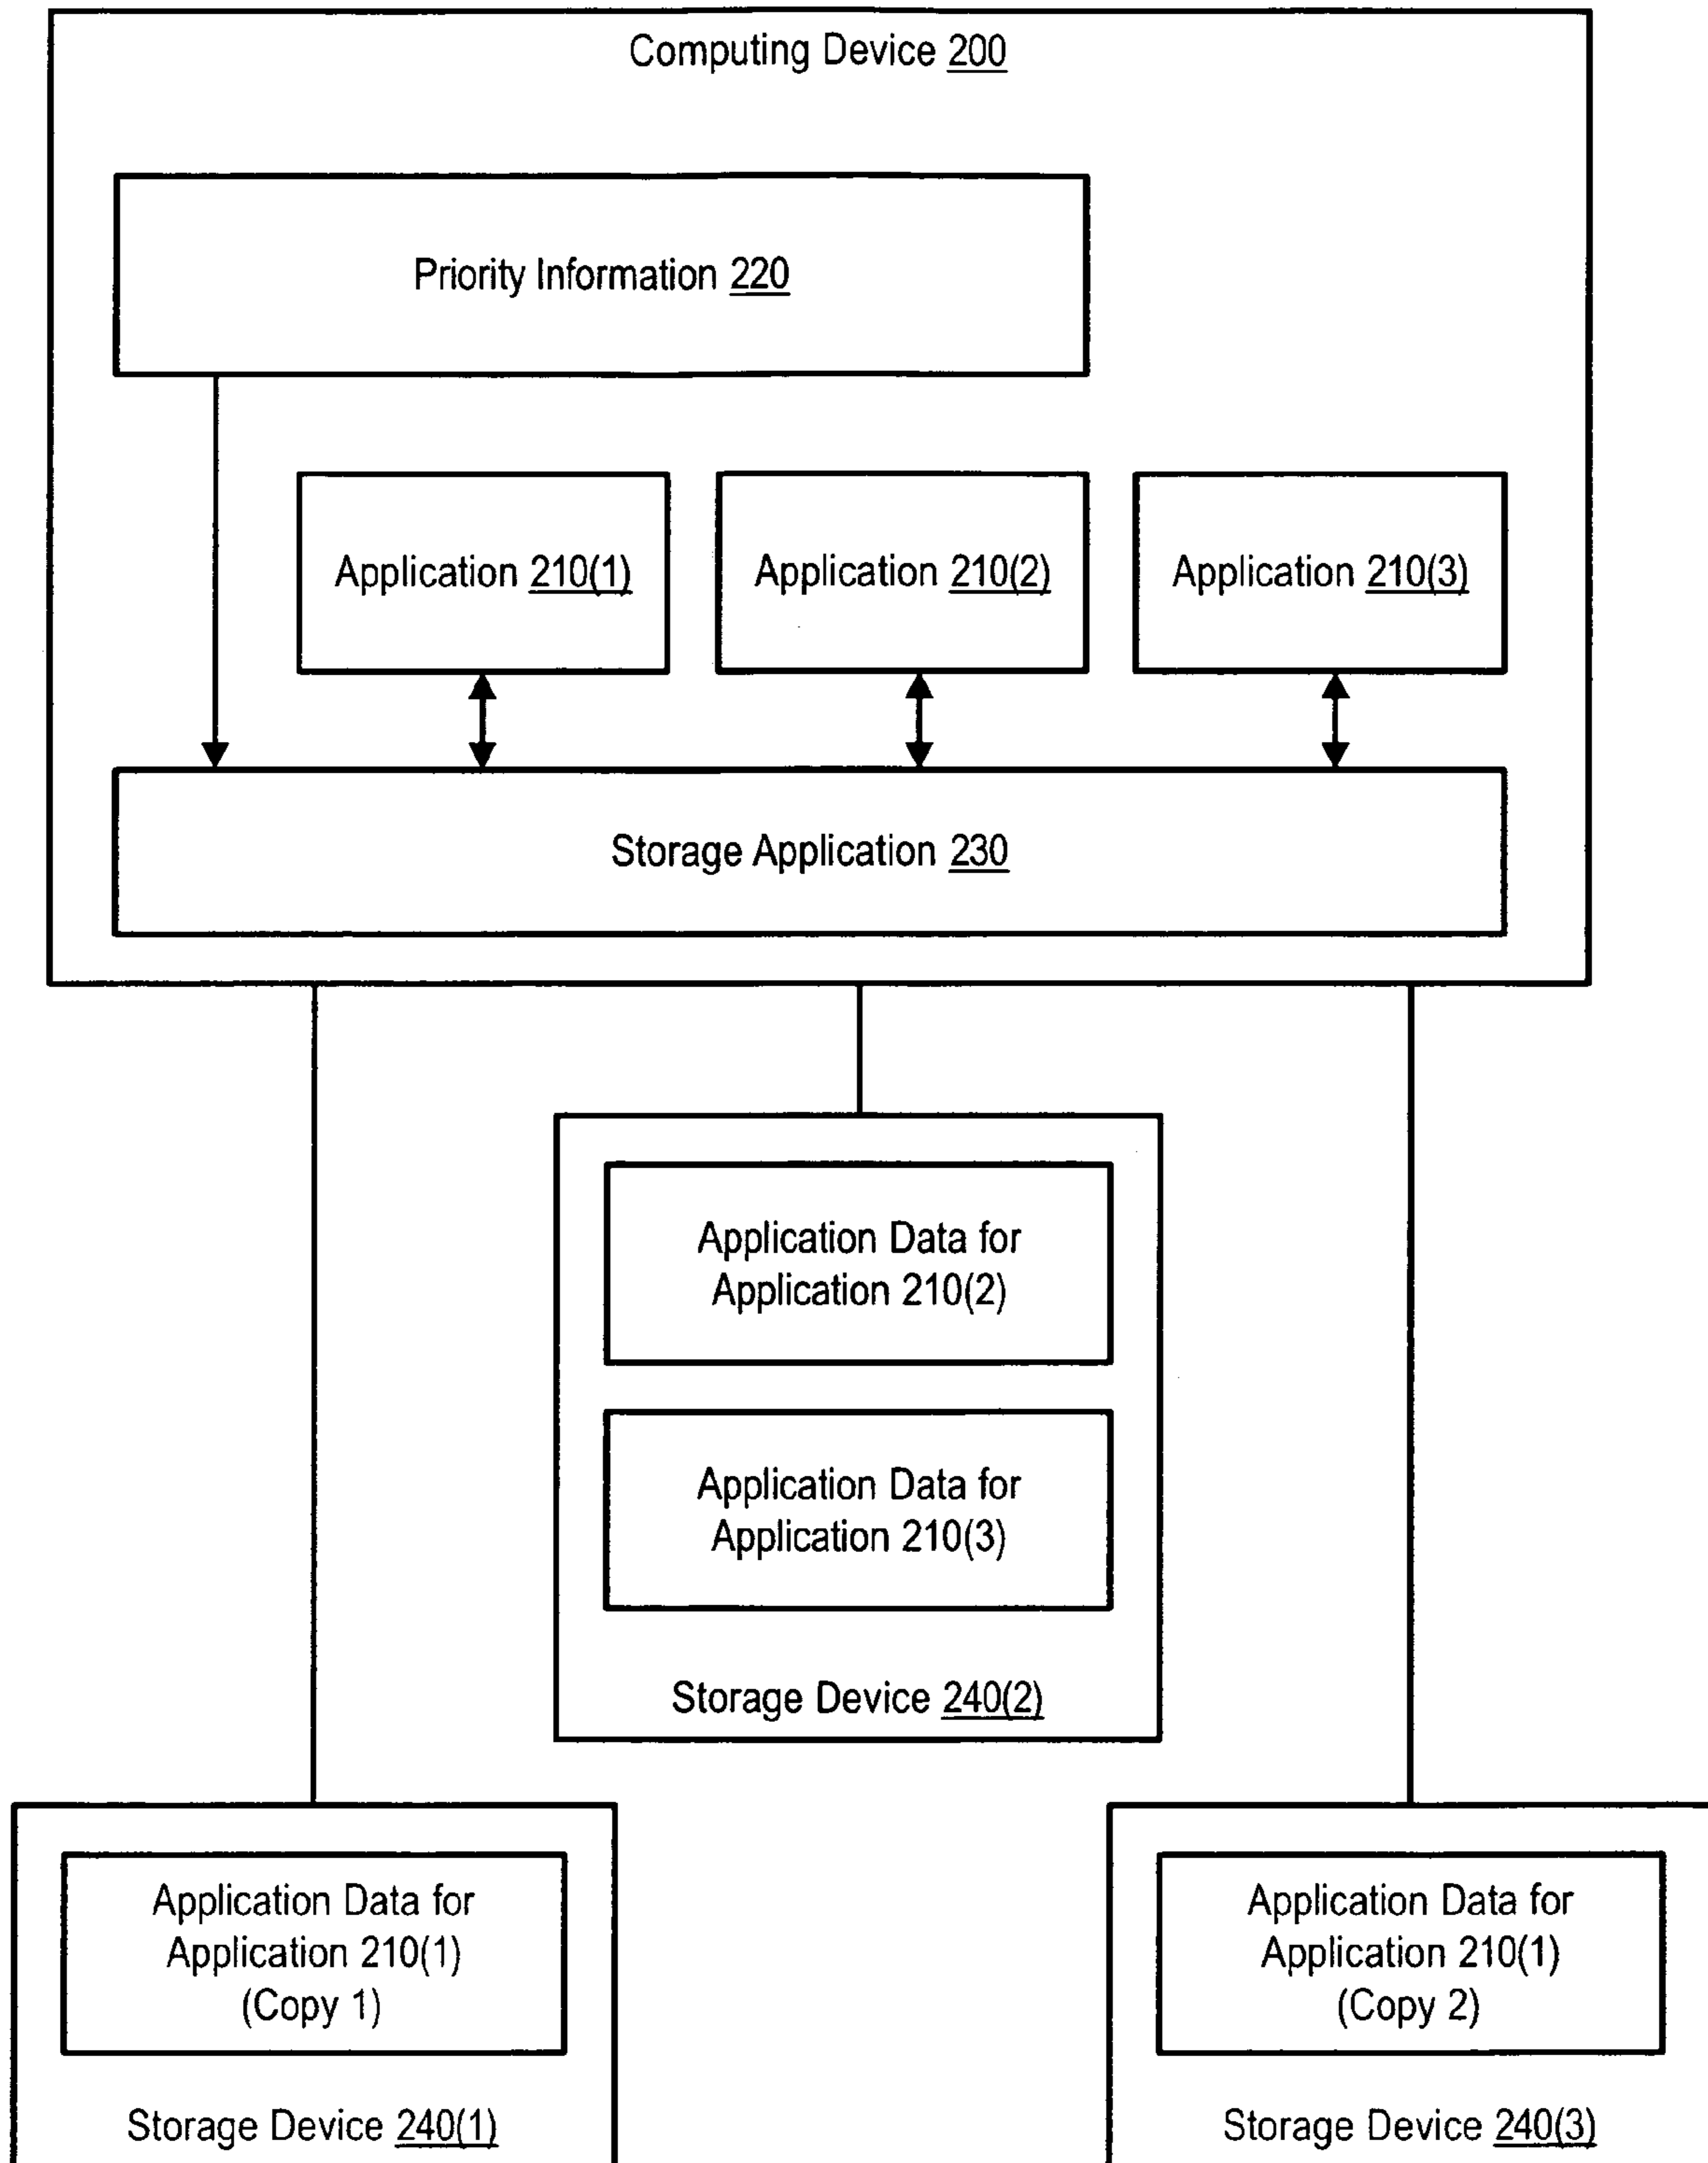 Computing Device 200
Priority Information 220
Application 210(1)
Application 210(2)
Application 210(3)
Storage Application 230
Application Data for
Application 210(2)
Application Data for
Application 210(3)
Storage Device 240(2)
Application Data for
Application 210(1)
(Copy 1)
Storage Device 240(1)
Application Data for
Application 210(1)
(Copy 2)
Storage Device 240(3)